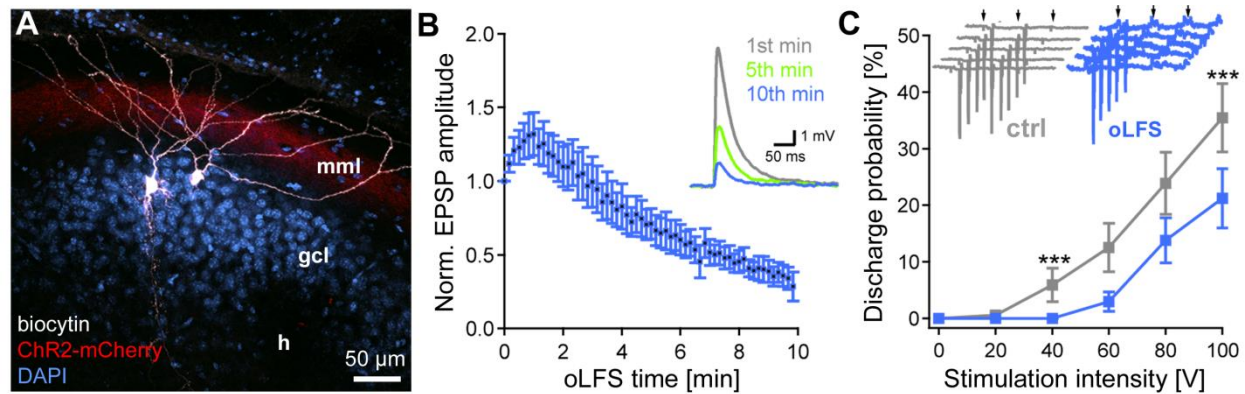 A
mml
gcl
h
biocytin
ChR2-mCherry
DAPI
50 µm
B
Norm. EPSP amplitude
2.0
1.5
1.0
0.5
0.0
0 2 4 6 8 10
oLFS time [min]
1st min
5th min
10th min
1 mV
50 ms
C
Discharge probability [%]
50
40
30
20
10
0
0 20 40 60 80 100
Stimulation intensity [V]
ctrl
oLFS
***
***